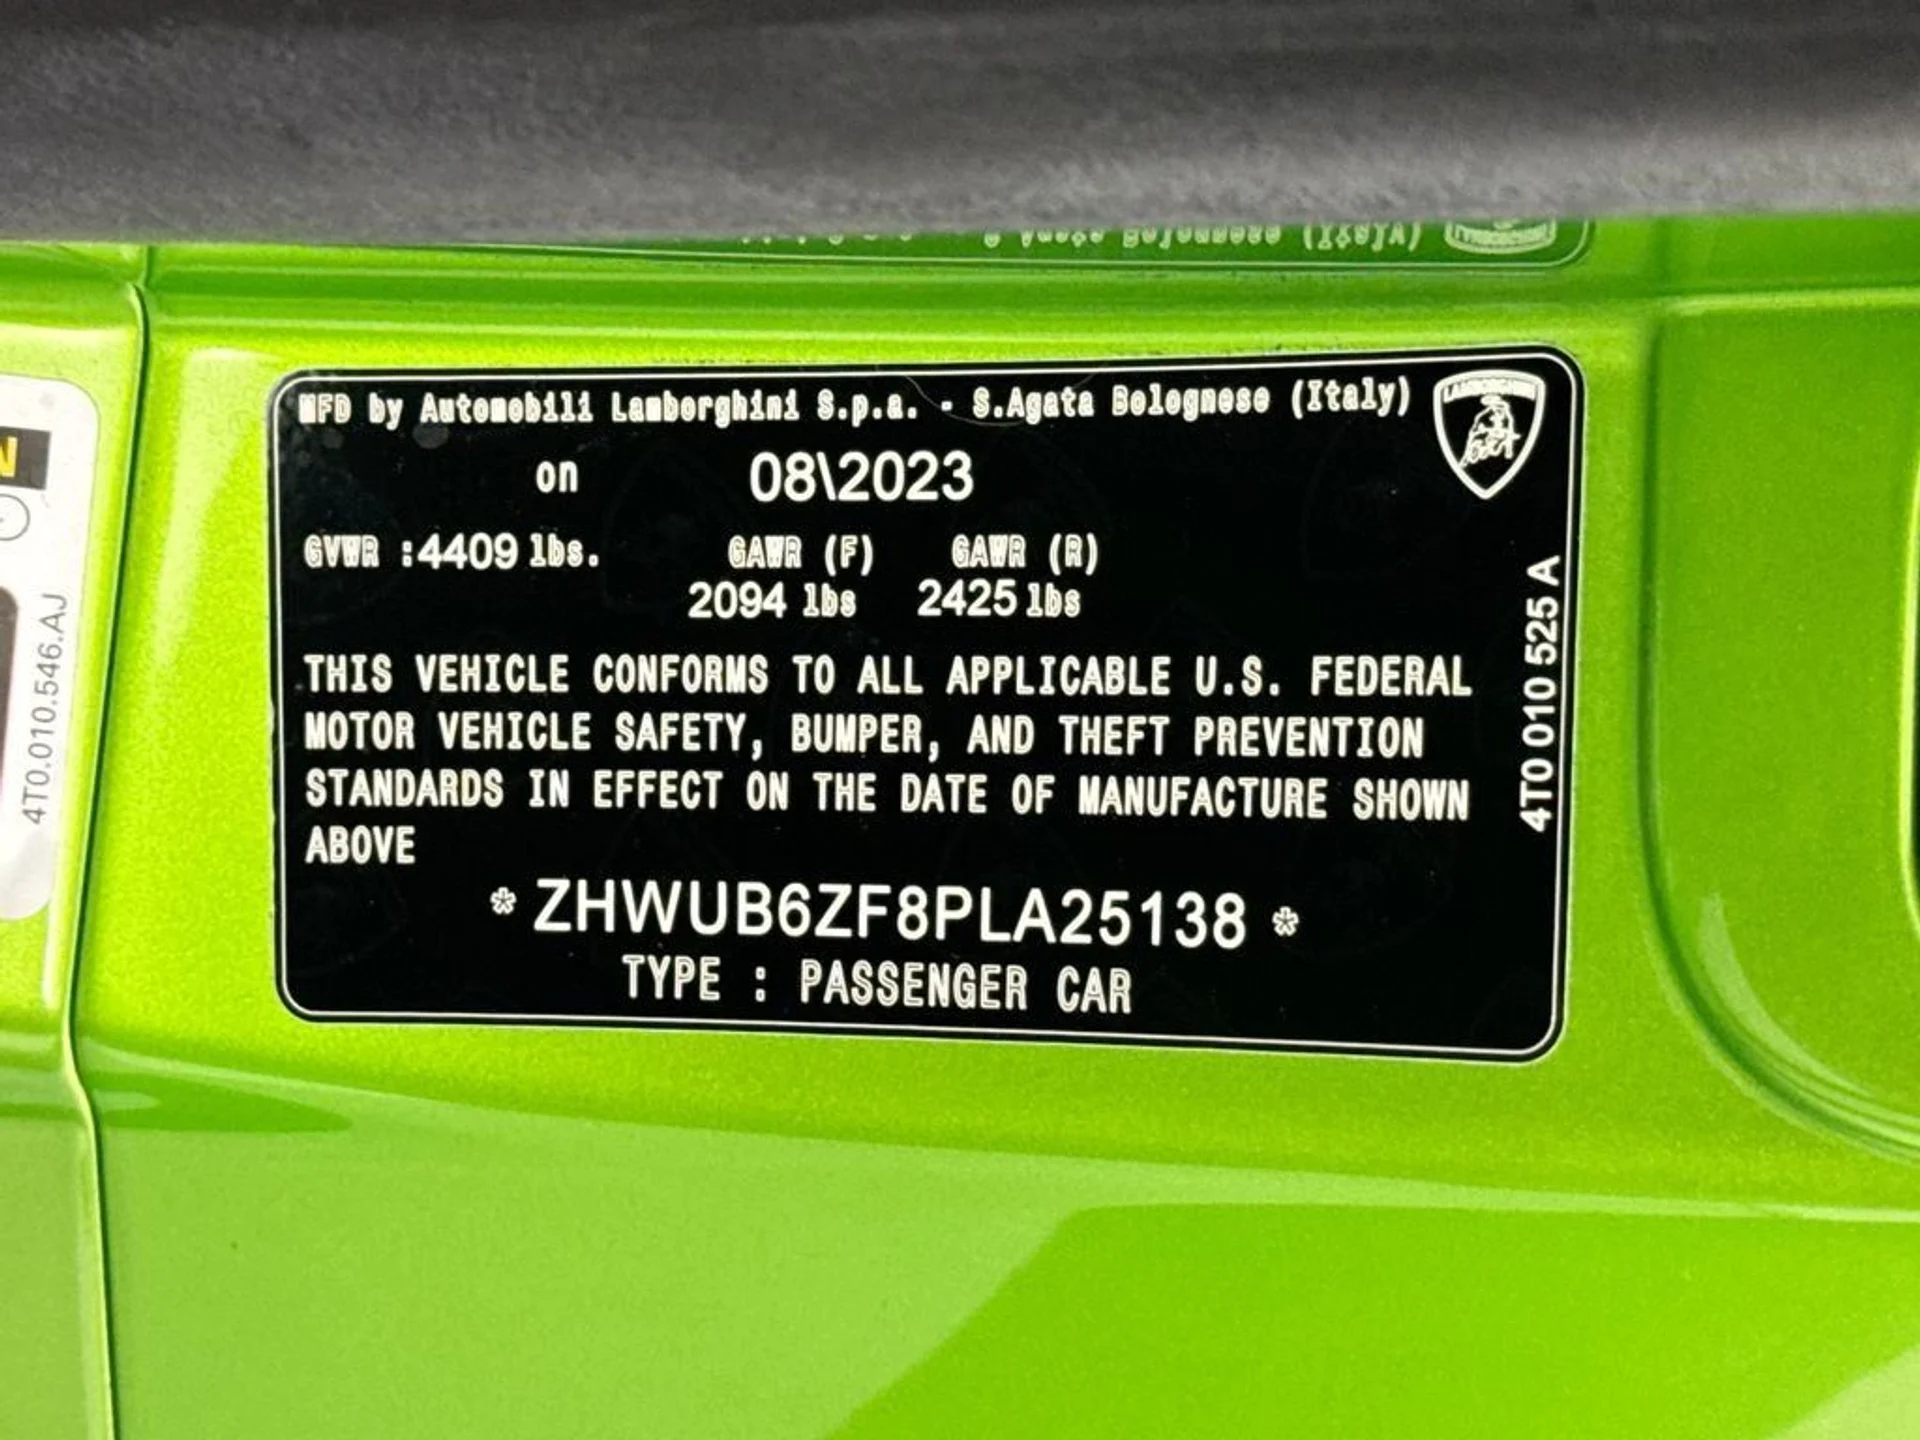 MFD by Automobili Lamborghini S.p.a. - S.Agata Bolognese (Italy)
LAMBORGHINI
on 08\2023
GVWR :4409 lbs. GAWR (F) GAWR (R)
2094 lbs 2425 lbs
THIS VEHICLE CONFORMS TO ALL APPLICABLE U.S. FEDERAL
MOTOR VEHICLE SAFETY, BUMPER, AND THEFT PREVENTION
STANDARDS IN EFFECT ON THE DATE OF MANUFACTURE SHOWN
ABOVE
* ZHWUB6ZF8PLA25138 *
TYPE : PASSENGER CAR
4T0 010 525 A
4T0.010.546.AJ